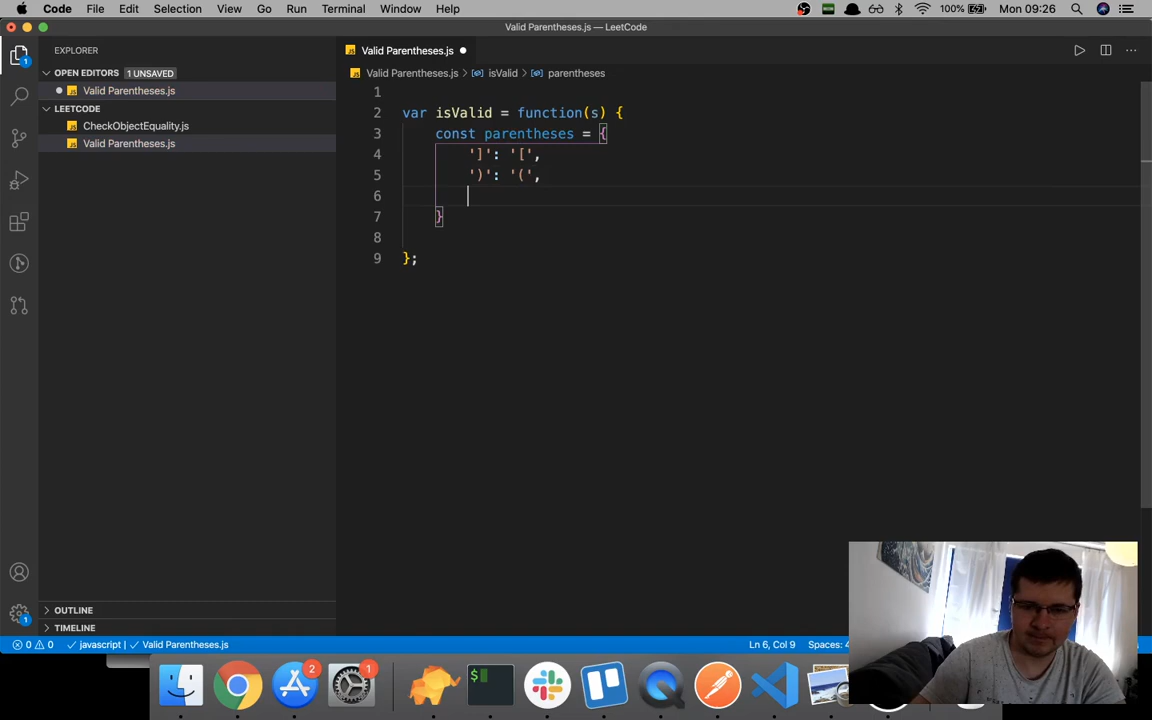 Code File Edit Selection View Go Run Terminal Window Help 100% Mon 09:26
Valid Parentheses.js — LeetCode
EXPLORER
Valid Parentheses.js
OPEN EDITORS 1 UNSAVED
Valid Parentheses.js > isValid > parentheses
Valid Parentheses.js
LEETCODE
CheckObjectEquality.js
Valid Parentheses.js
1
2 var isValid = function(s) {
3 const parentheses = {
4 ']': '[',
5 ')': '(',
6
7 }
8
9 };
OUTLINE
TIMELINE
0 0 javascript | Valid Parentheses.js Ln 6, Col 9 Spaces:
1
1
JS
2
1
$